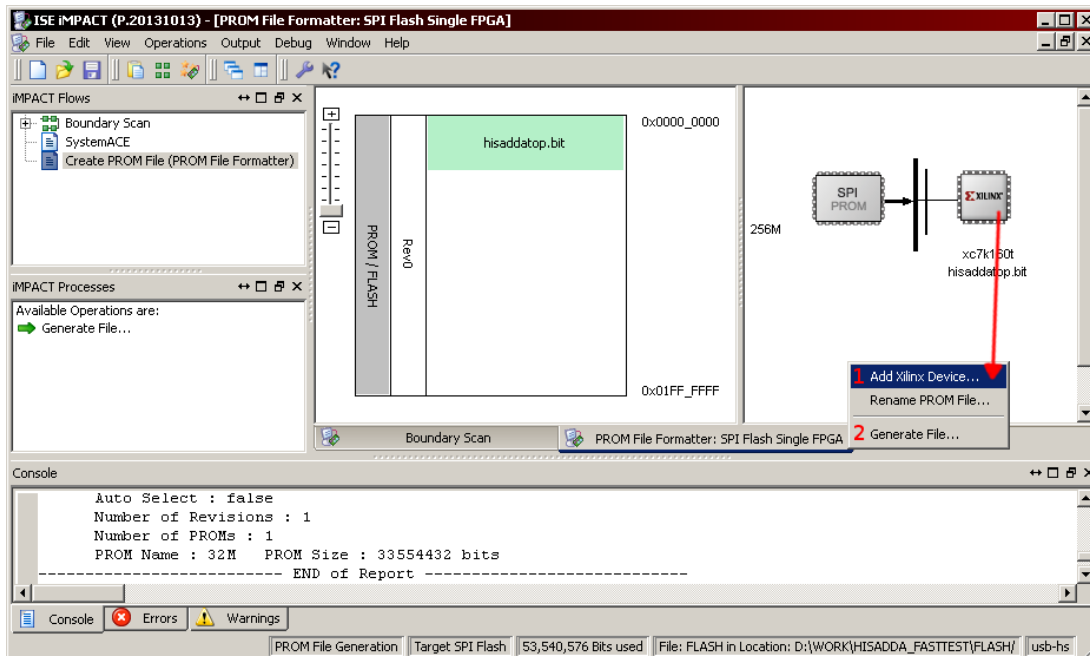 ISE iMPACT (P.20131013) - [PROM File Formatter: SPI Flash Single FPGA]
File Edit View Operations Output Debug Window Help
iMPACT Flows
Boundary Scan
SystemACE
Create PROM File (PROM File Formatter)
iMPACT Processes
Available Operations are:
Generate File...
PROM / FLASH
Rev0
hisaddatop.bit
0x0000_0000
0x01FF_FFFF
SPI
PROM
XILINX
256M
xc7k160t
hisaddatop.bit
1 Add Xilinx Device...
Rename PROM File...
2 Generate File...
Boundary Scan
PROM File Formatter: SPI Flash Single FPGA
Console
Auto Select : false
Number of Revisions : 1
Number of PROMs : 1
PROM Name : 32M PROM Size : 33554432 bits
-------------------------- END of Report ----------------------------
Console Errors Warnings
PROM File Generation Target SPI Flash 53,540,576 Bits used File: FLASH in Location: D:\WORK\HISADDA_FASTTEST\FLASH/ usb-hs